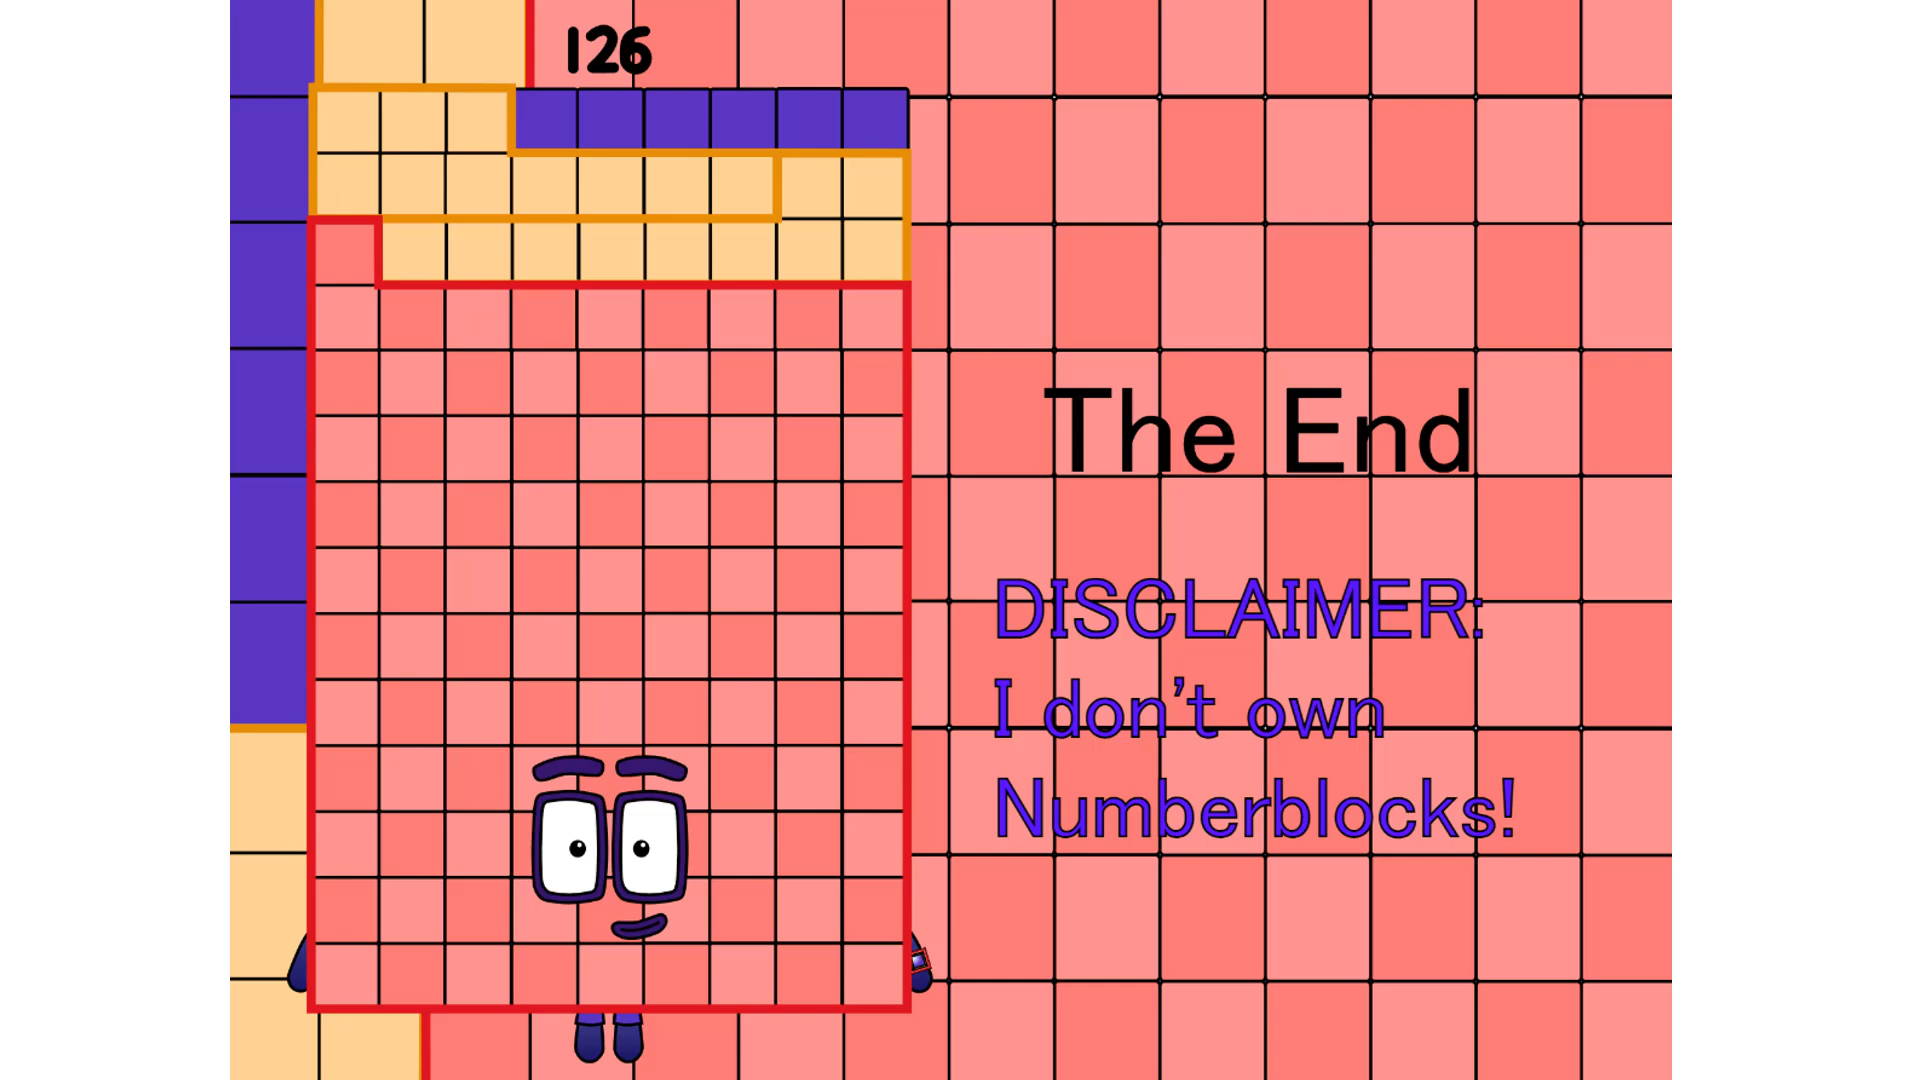 126
The End
DISCLAIMER:
I don't own
Numberblocks!